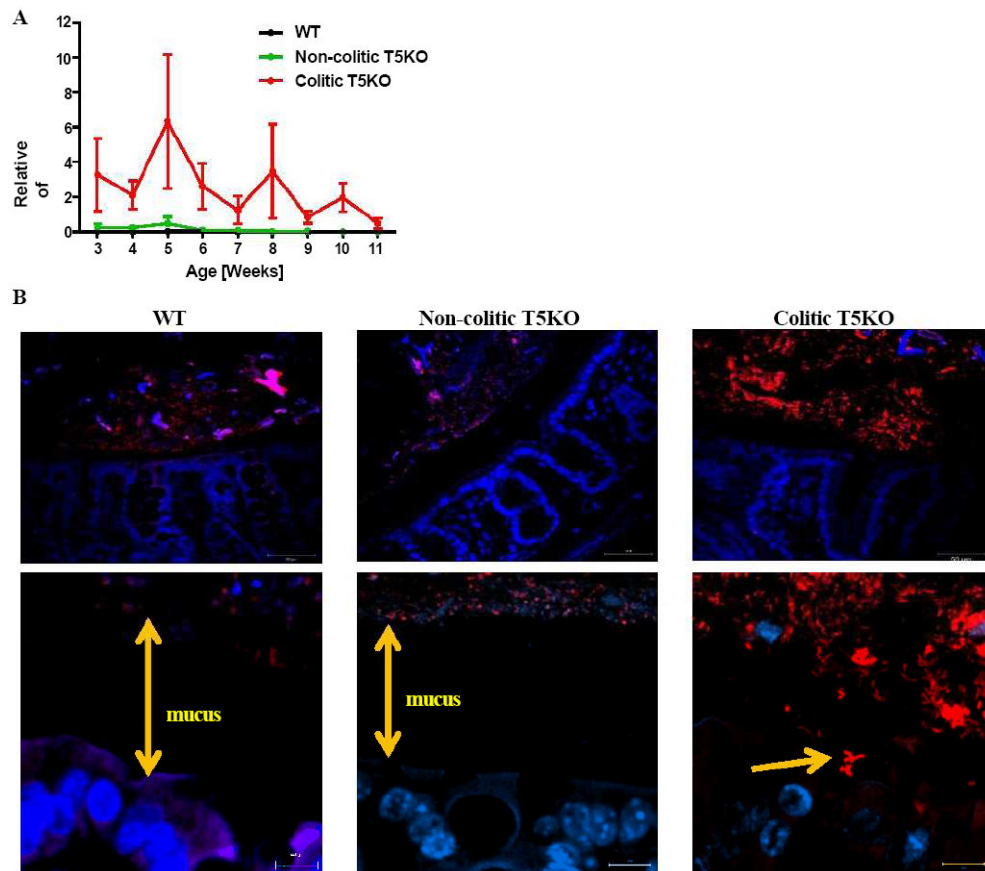 A
12
10
8
6
4
2
0
Relative
of
WT
Non-colitic T5KO
Colitic T5KO
3 4 5 6 7 8 9 10 11
Age [Weeks]
B
WT Non-colitic T5KO Colitic T5KO
mucus mucus